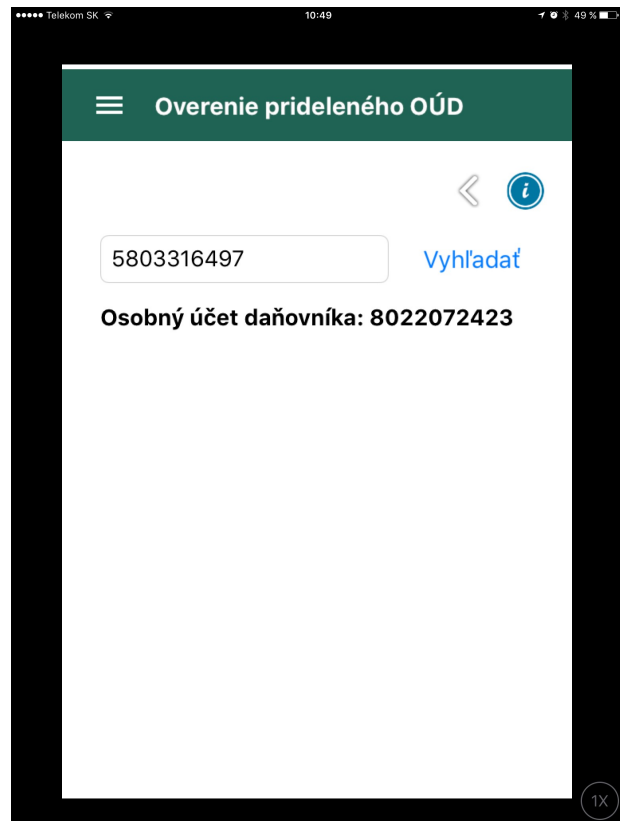 Telekom SK 10:49 49 %
Overenie prideleného OÚD
i
5803316497 Vyhľadať
Osobný účet daňovníka: 8022072423
1X